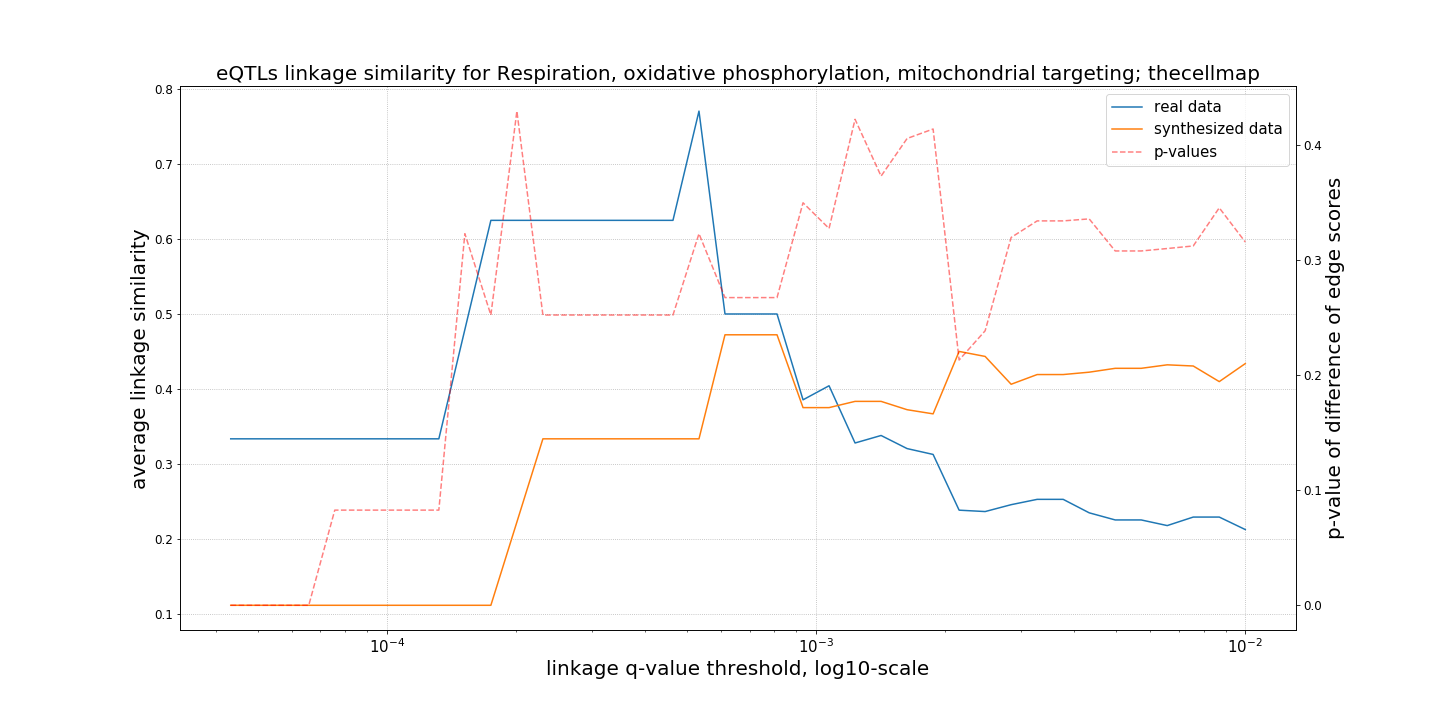 eQTLs linkage similarity for Respiration, oxidative phosphorylation, mitochondrial targeting; thecellmap
real data
synthesized data
p-values
average linkage similarity
0.8
0.7
0.6
0.5
0.4
0.3
0.2
0.1
0.4
0.3
0.2
0.1
0.0
p-value of difference of edge scores
10⁻⁴
10⁻³
10⁻²
linkage q-value threshold, log10-scale